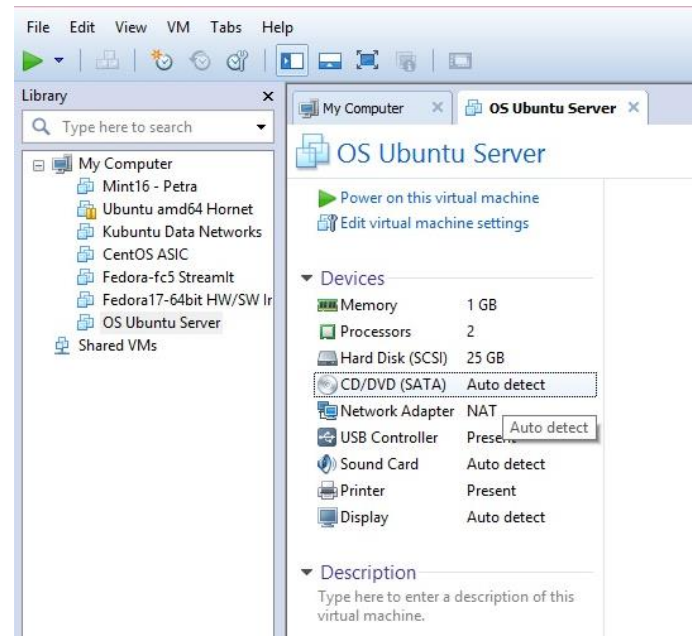 File Edit View VM Tabs Help
Library x
Type here to search
My Computer
Mint16 - Petra
Ubuntu amd64 Hornet
Kubuntu Data Networks
CentOS ASIC
Fedora-fc5 StreamIt
Fedora17-64bit HW/SW Ir
OS Ubuntu Server
Shared VMs
My Computer × OS Ubuntu Server ×
OS Ubuntu Server
Power on this virtual machine
Edit virtual machine settings
Devices
Memory 1 GB
Processors 2
Hard Disk (SCSI) 25 GB
CD/DVD (SATA) Auto detect
Network Adapter NAT
Auto detect
USB Controller Present
Sound Card Auto detect
Printer Present
Display Auto detect
Description
Type here to enter a description of this
virtual machine.